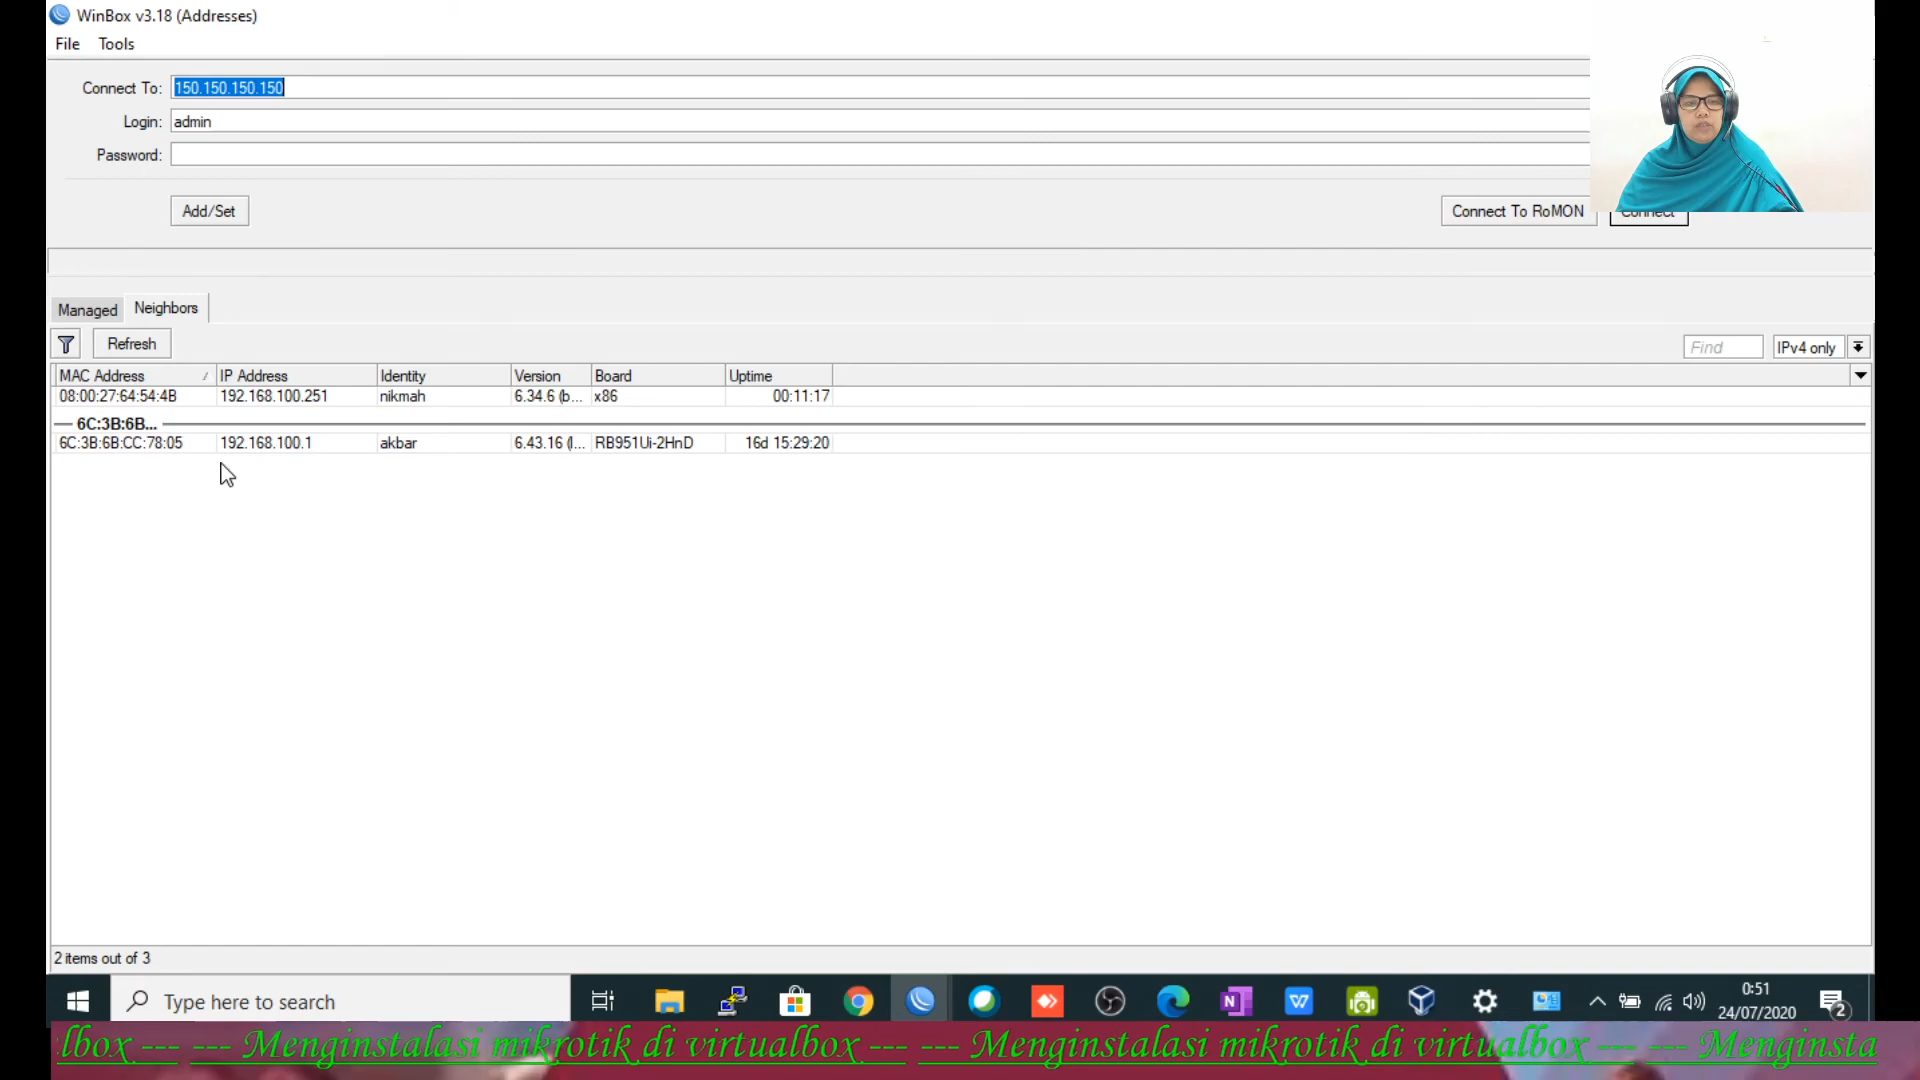 WinBox v3.18 (Addresses)
File Tools
Connect To: 150.150.150.150
Login: admin
Password:
Add/Set Connect To RoMON Connect
Managed Neighbors
Refresh Find IPv4 only
MAC Address / IP Address Identity Version Board Uptime
08:00:27:64:54:4B 192.168.100.251 nikmah 6.34.6 (b... x86 00:11:17
6C:3B:6B...
6C:3B:6B:CC:78:05 192.168.100.1 akbar 6.43.16 (l... RB951Ui-2HnD 16d 15:29:20
2 items out of 3
Type here to search 0:51
24/07/2020 2
lbox --- --- Menginstalasi mikrotik di virtualbox --- --- Menginstalasi mikrotik di virtualbox --- --- Menginsta